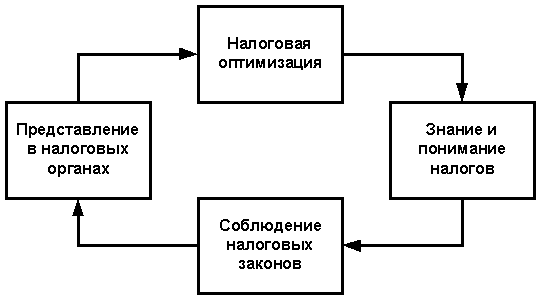 Налоговая
оптимизация
Представление
в налоговых
органах
Знание и
понимание
налогов
Соблюдение
налоговых
законов